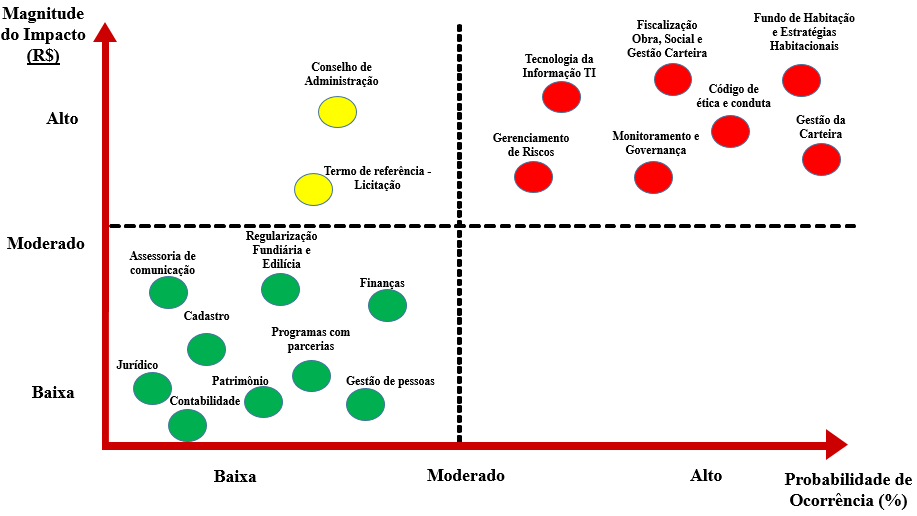 Magnitude
do Impacto
(R$)
Alto
Moderado
Baixa
Conselho de
Administração
Termo de referência -
Licitação
Tecnologia da
Informação TI
Fiscalização
Obra, Social e
Gestão Carteira
Fundo de Habitação
e Estratégias
Habitacionais
Código de
ética e conduta
Gestão da
Carteira
Gerenciamento
de Riscos
Monitoramento e
Governança
Assessoria de
comunicação
Regularização
Fundiária e
Edilícia
Finanças
Cadastro
Programas com
parcerias
Jurídico
Patrimônio
Gestão de pessoas
Contabilidade
Baixa
Moderado
Alto
Probabilidade de
Ocorrência (%)